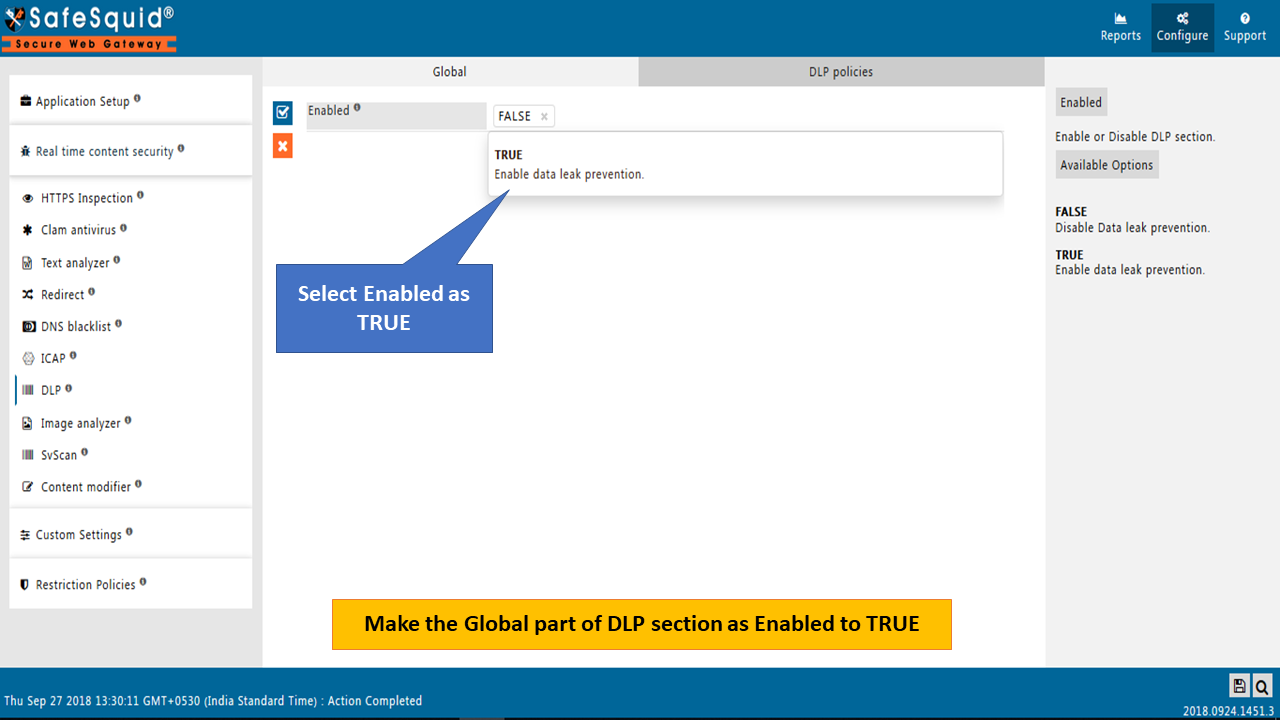 SafeSquid®
Secure Web Gateway
Reports
Configure
Support
Application Setup
Real time content security
HTTPS Inspection
Clam antivirus
Text analyzer
Redirect
DNS blacklist
ICAP
DLP
Image analyzer
SvScan
Content modifier
Custom Settings
Restriction Policies
Global
DLP policies
Enabled
FALSE ×
TRUE
Enable data leak prevention.
Select Enabled as
TRUE
Make the Global part of DLP section as Enabled to TRUE
Enabled
Enable or Disable DLP section.
Available Options
FALSE
Disable Data leak prevention.
TRUE
Enable data leak prevention.
Thu Sep 27 2018 13:30:11 GMT+0530 (India Standard Time) : Action Completed
2018.0924.1451.3